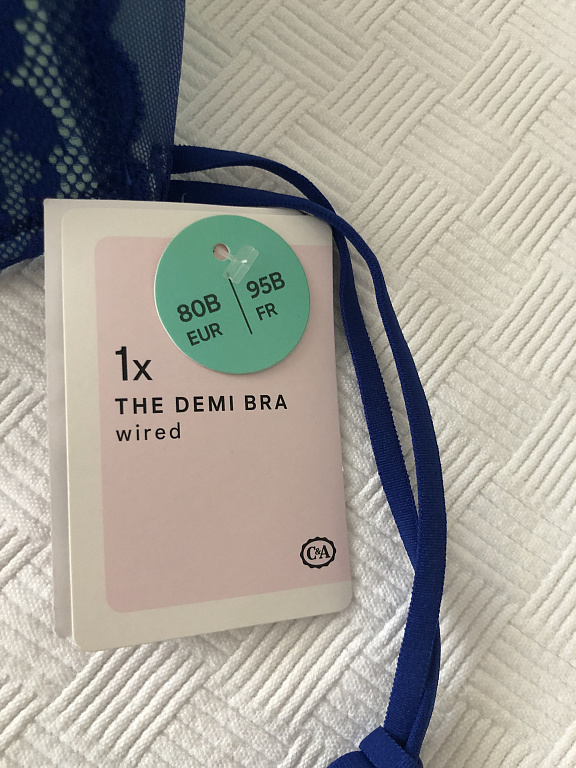 80B | 95B
EUR | FR
1x
THE DEMI BRA
wired
C&A